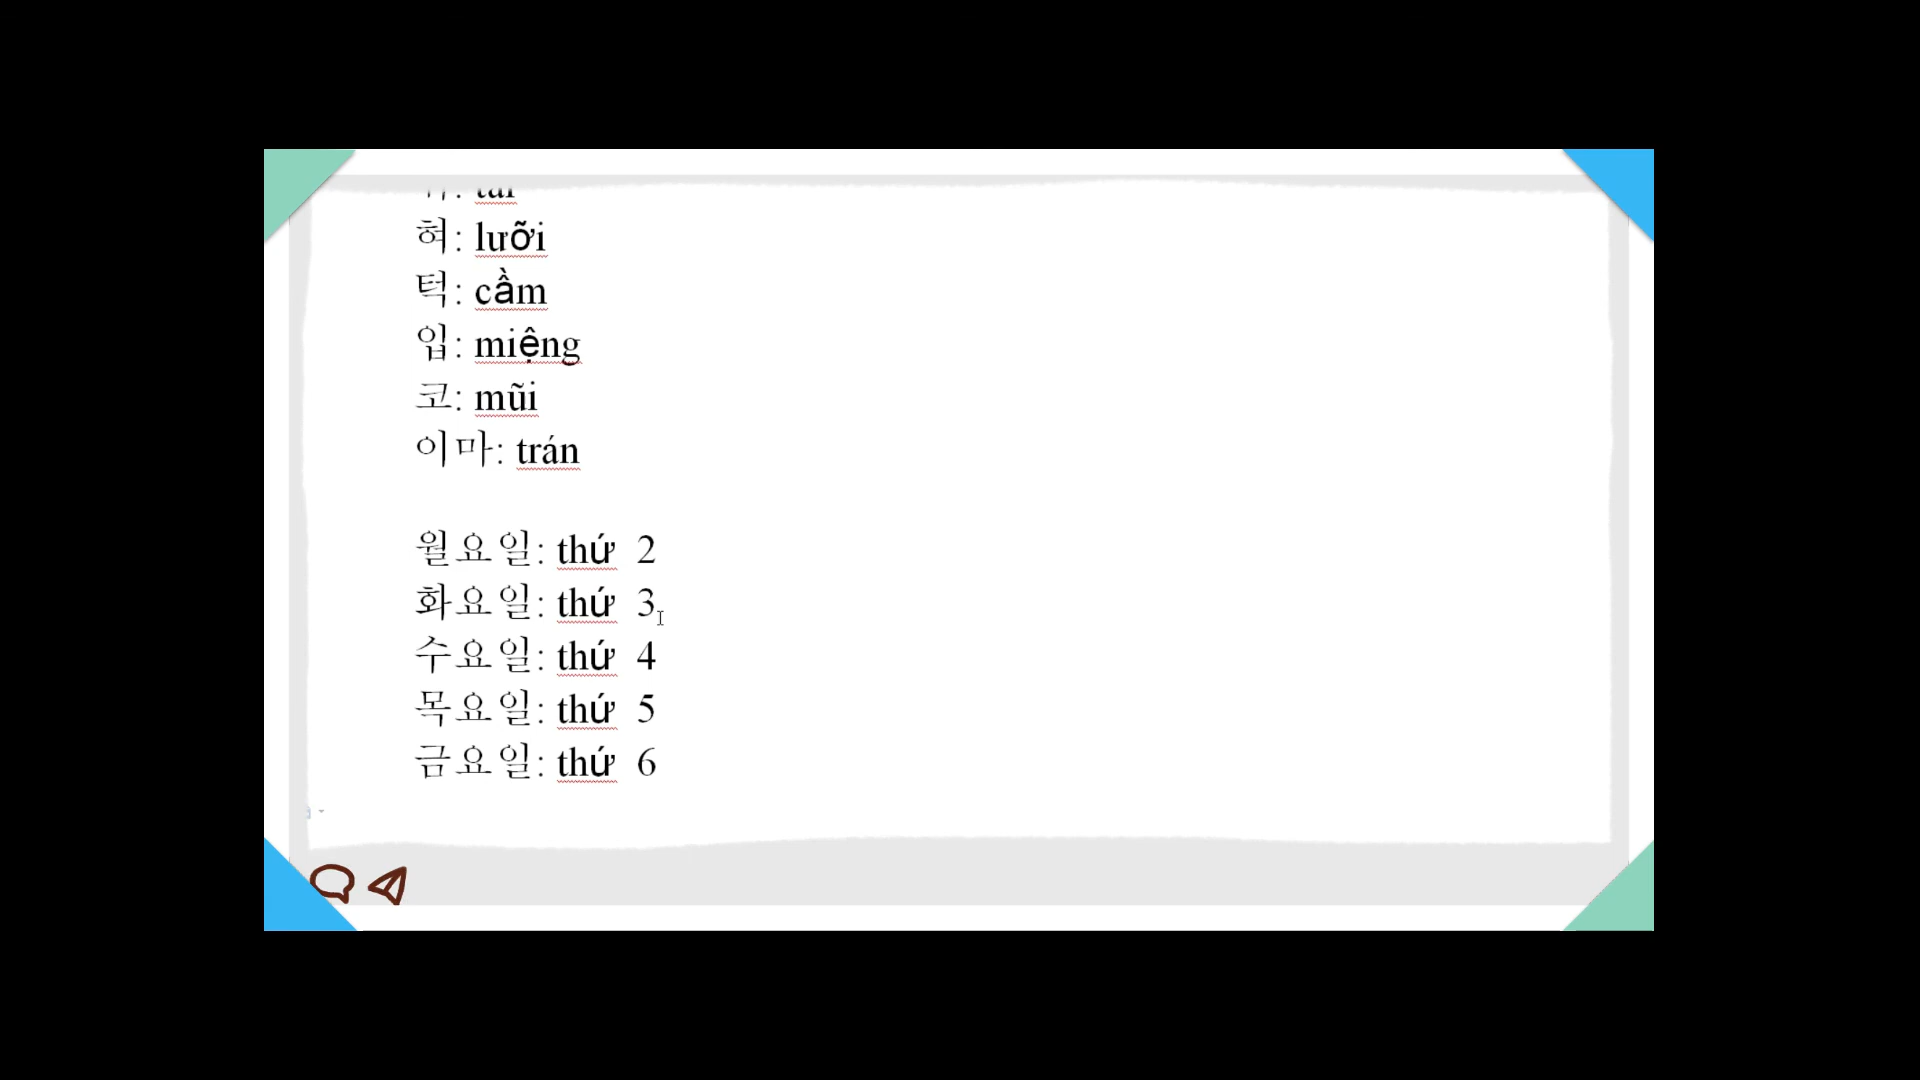 혀: lưỡi
턱: cầm
입: miệng
코: mũi
이마: trán
월요일: thứ 2
화요일: thứ 3
수요일: thứ 4
목요일: thứ 5
금요일: thứ 6